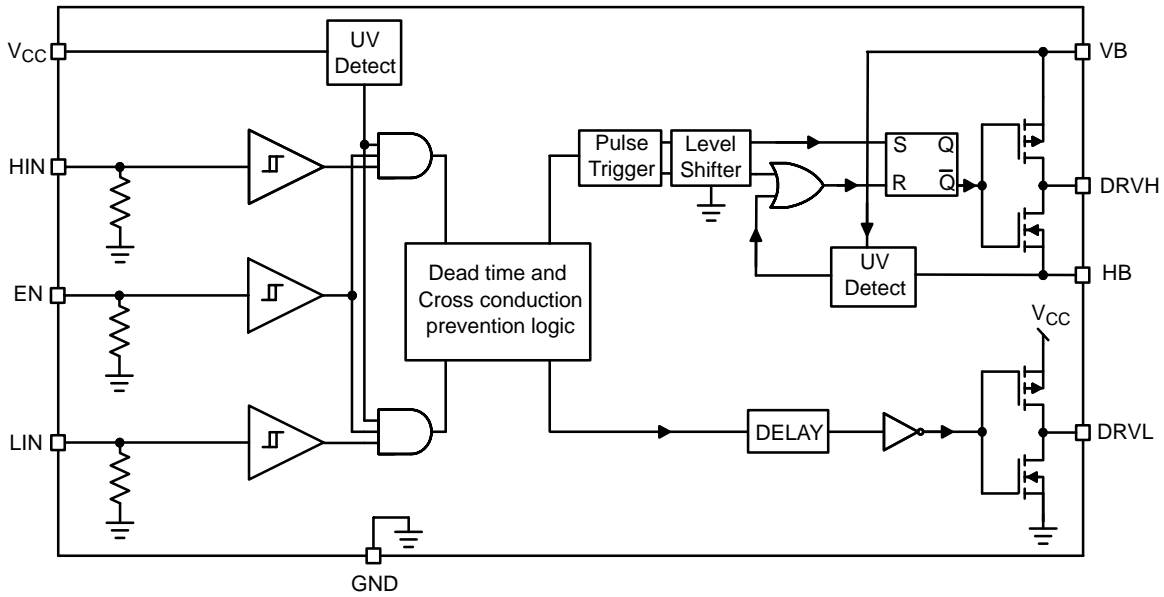 VCC
UV
Detect
VB
HIN
Pulse
Trigger
Level
Shifter
S Q
R Q̅
DRVH
EN
Dead time and
Cross conduction
prevention logic
UV
Detect
HB
VCC
LIN
DELAY
DRVL
GND